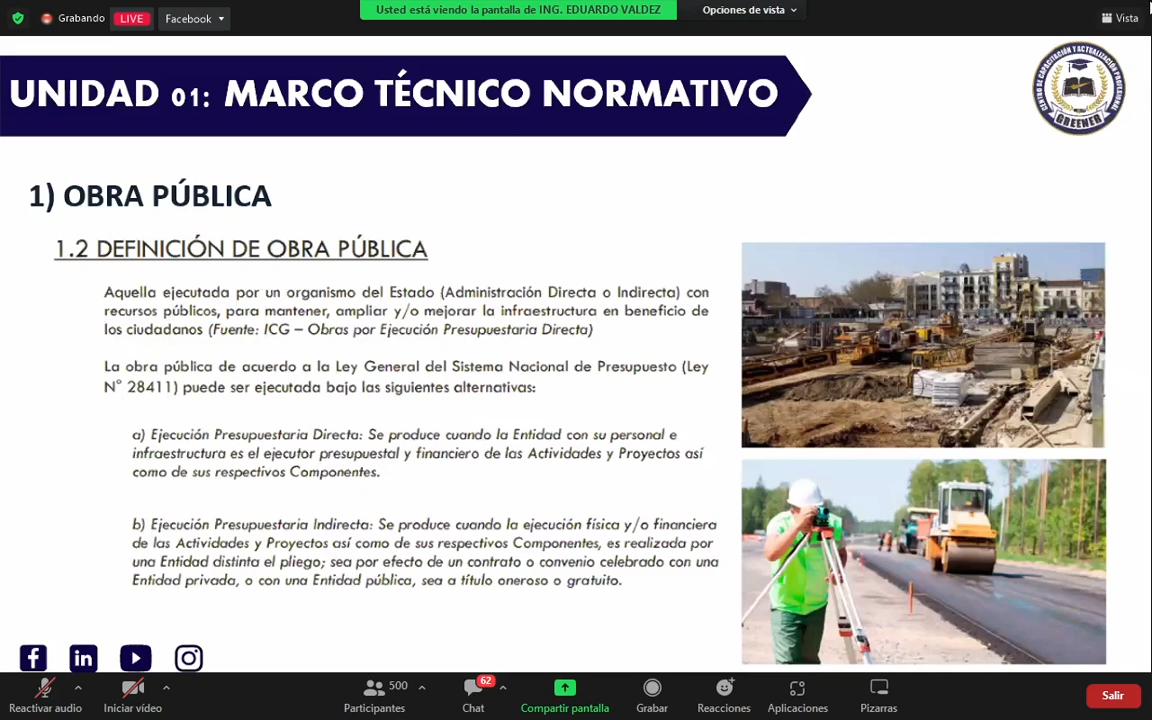 Grabando
LIVE
Facebook
Usted está viendo la pantalla de ING. EDUARDO VALDEZ
Opciones de vista
Vista
UNIDAD 01: MARCO TÉCNICO NORMATIVO
CENTRO DE CAPACITACIÓN Y ACTUALIZACIÓN PROFESIONAL
GREENER
1) OBRA PÚBLICA
1.2 DEFINICIÓN DE OBRA PÚBLICA
Aquella ejecutada por un organismo del Estado (Administración Directa o Indirecta) con
recursos públicos, para mantener, ampliar y/o mejorar la infraestructura en beneficio de
los ciudadanos (Fuente: ICG – Obras por Ejecución Presupuestaria Directa)
La obra pública de acuerdo a la Ley General del Sistema Nacional de Presupuesto (Ley
N° 28411) puede ser ejecutada bajo las siguientes alternativas:
a) Ejecución Presupuestaria Directa: Se produce cuando la Entidad con su personal e
infraestructura es el ejecutor presupuestal y financiero de las Actividades y Proyectos así
como de sus respectivos Componentes.
b) Ejecución Presupuestaria Indirecta: Se produce cuando la ejecución física y/o financiera
de las Actividades y Proyectos así como de sus respectivos Componentes, es realizada por
una Entidad distinta el pliego; sea por efecto de un contrato o convenio celebrado con una
Entidad privada, o con una Entidad pública, sea a título oneroso o gratuito.
Reactivar audio
Iniciar vídeo
500
Participantes
62
Chat
Compartir pantalla
Grabar
Reacciones
Aplicaciones
Pizarras
Salir